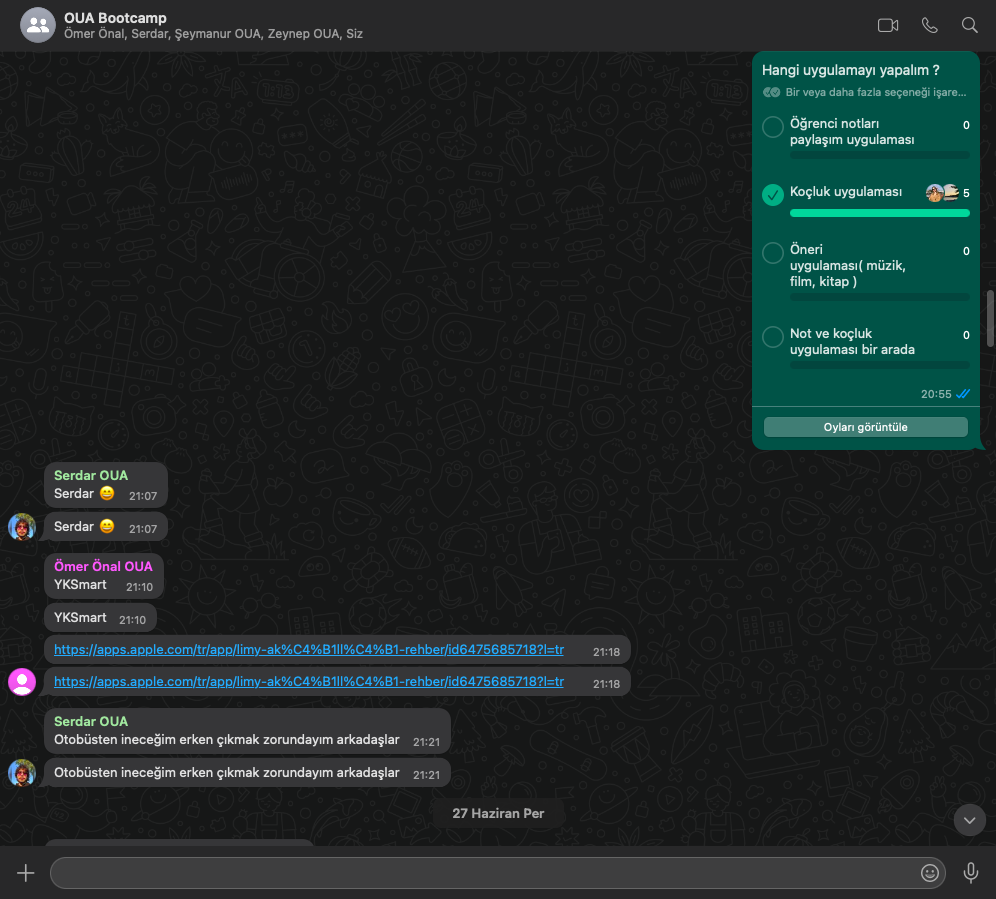 OUA Bootcamp
Ömer Önal, Serdar, Şeymanur OUA, Zeynep OUA, Siz
Hangi uygulamayı yapalım ?
Bir veya daha fazla seçeneği işare...
Öğrenci notları 0
paylaşım uygulaması
Koçluk uygulaması 5
Öneri 0
uygulaması( müzik,
film, kitap )
Not ve koçluk 0
uygulaması bir arada
20:55
Oyları görüntüle
Serdar OUA
Serdar 😄 21:07
Serdar 😄 21:07
Ömer Önal OUA
YKSmart 21:10
YKSmart 21:10
https://apps.apple.com/tr/app/limy-ak%C4%B1ll%C4%B1-rehber/id6475685718?l=tr 21:18
https://apps.apple.com/tr/app/limy-ak%C4%B1ll%C4%B1-rehber/id6475685718?l=tr 21:18
Serdar OUA
Otobüsten ineceğim erken çıkmak zorundayım arkadaşlar 21:21
Otobüsten ineceğim erken çıkmak zorundayım arkadaşlar 21:21
27 Haziran Per